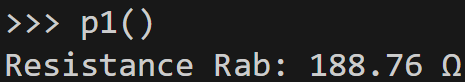 >>> p1()
Resistance Rab: 188.76 Ω